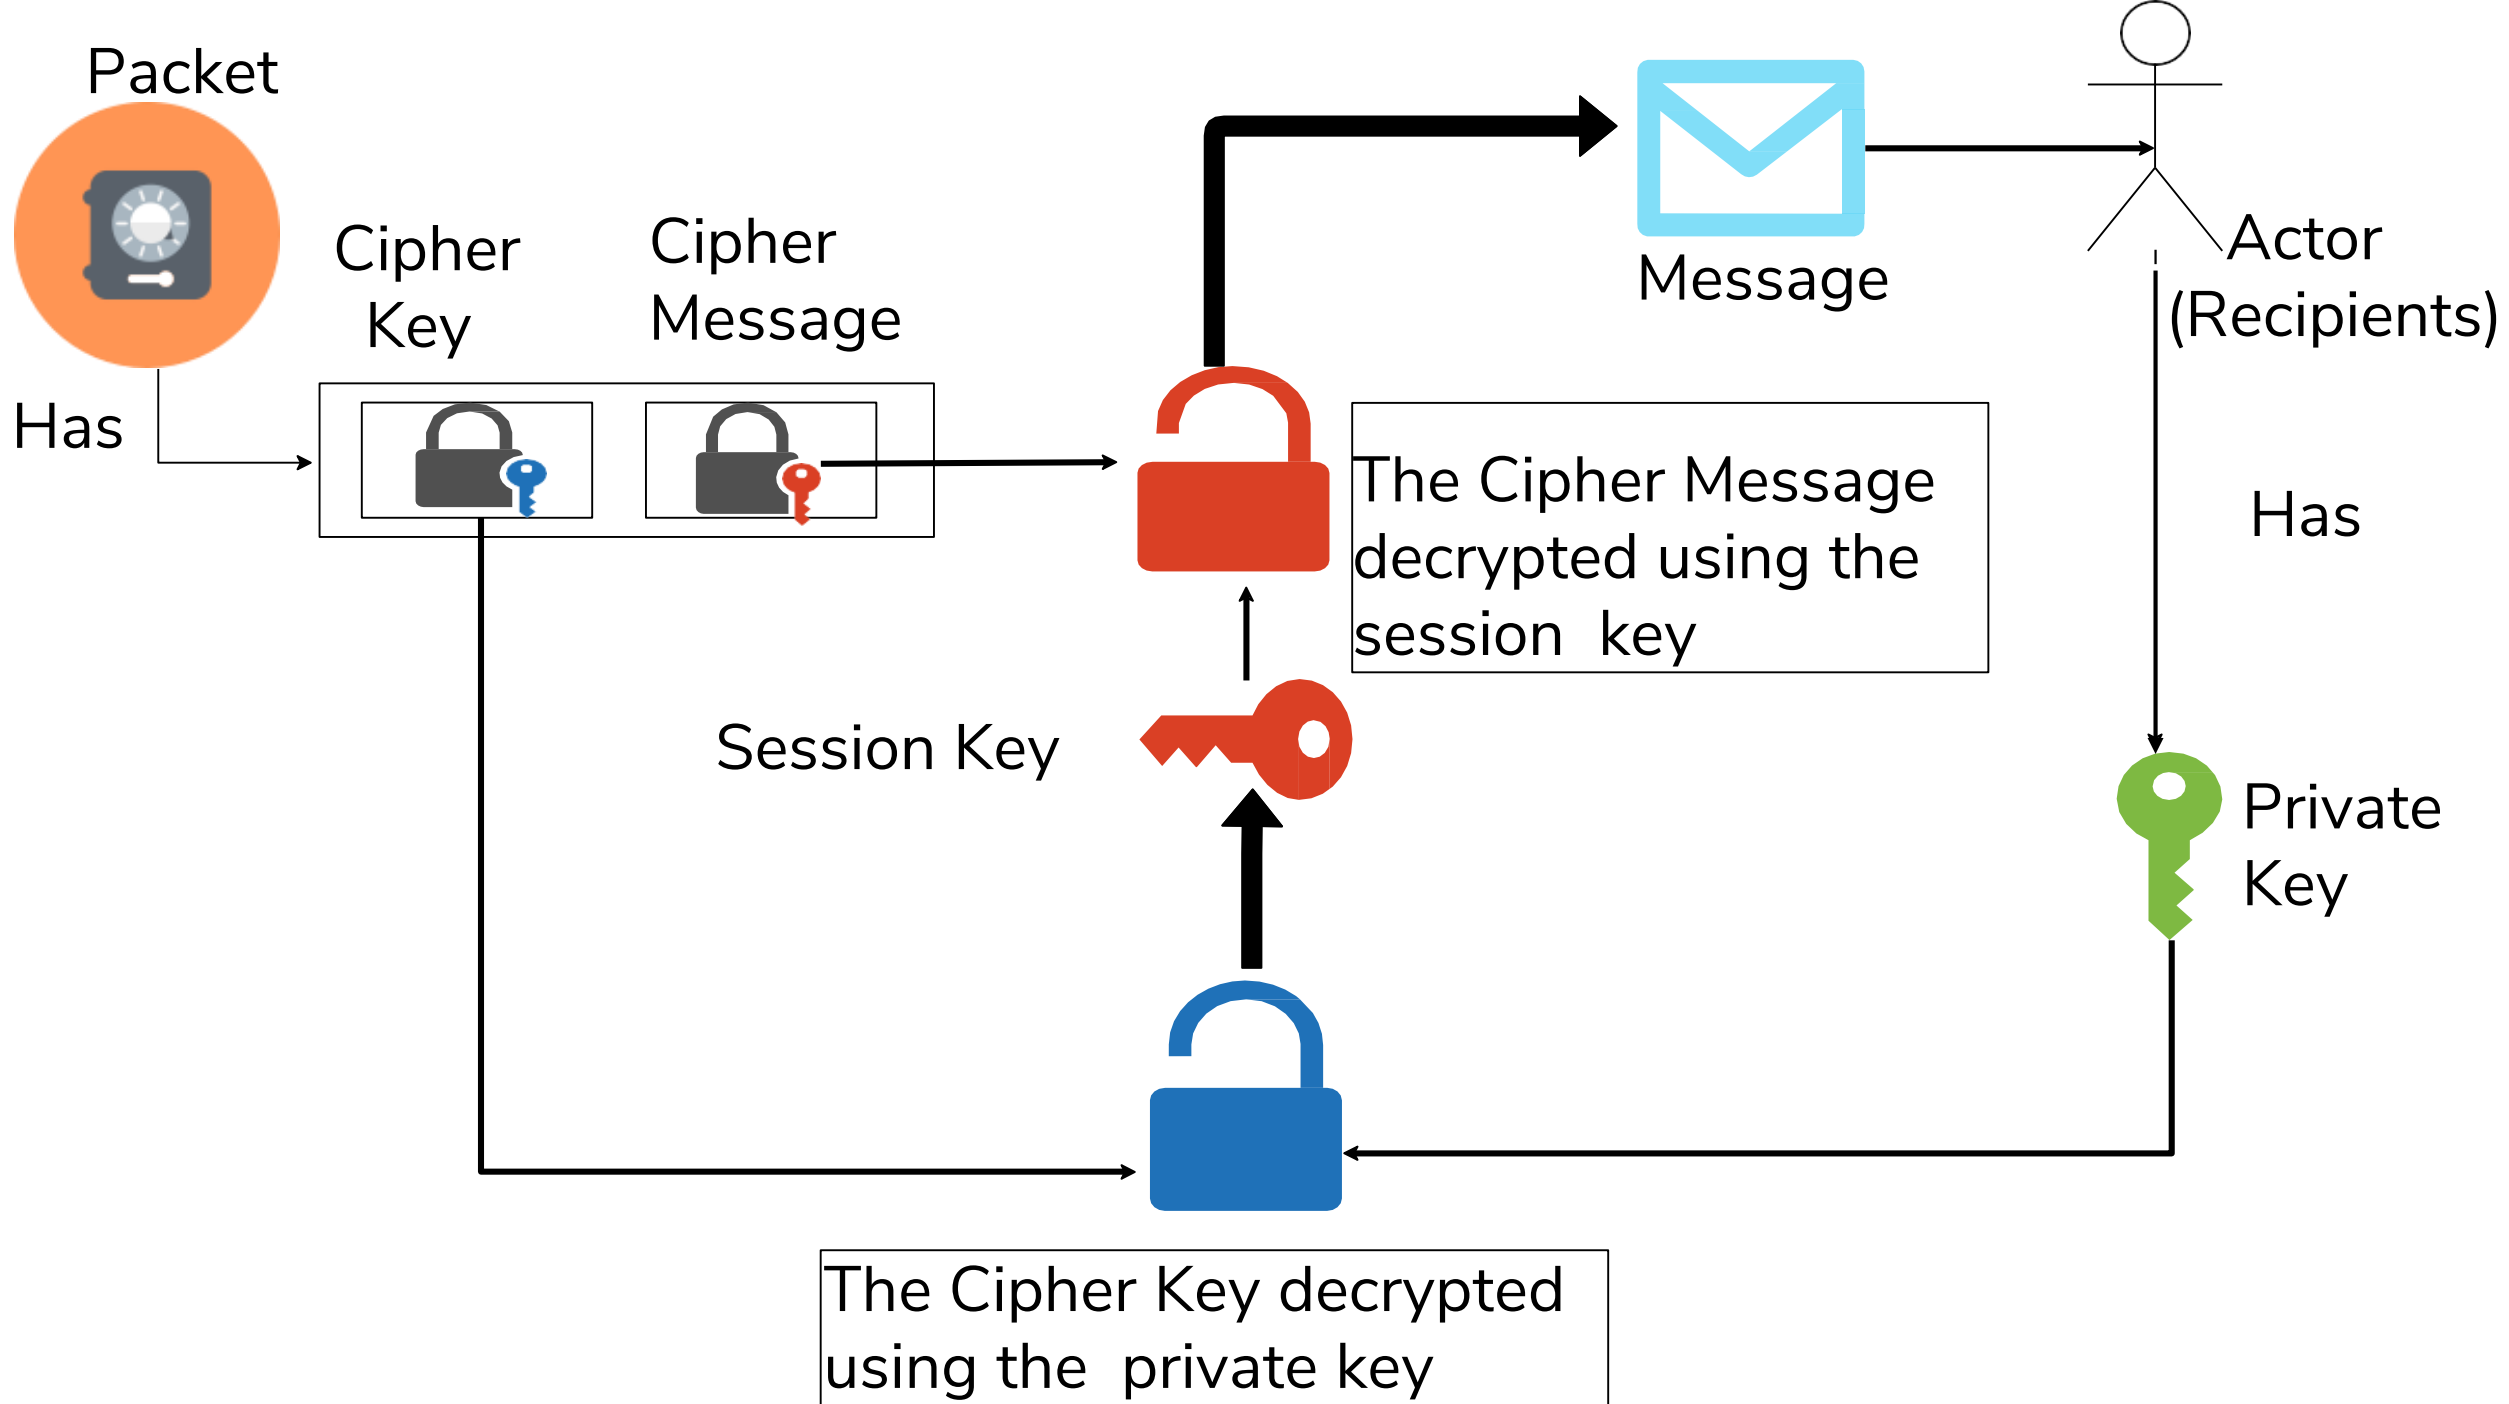 Packet
Cipher
Key
Cipher
Message
Has
Message
Actor
(Recipients)
The Cipher Message
decrypted using the
session key
Has
Session Key
Private
Key
The Cipher Key decrypted
using the private key